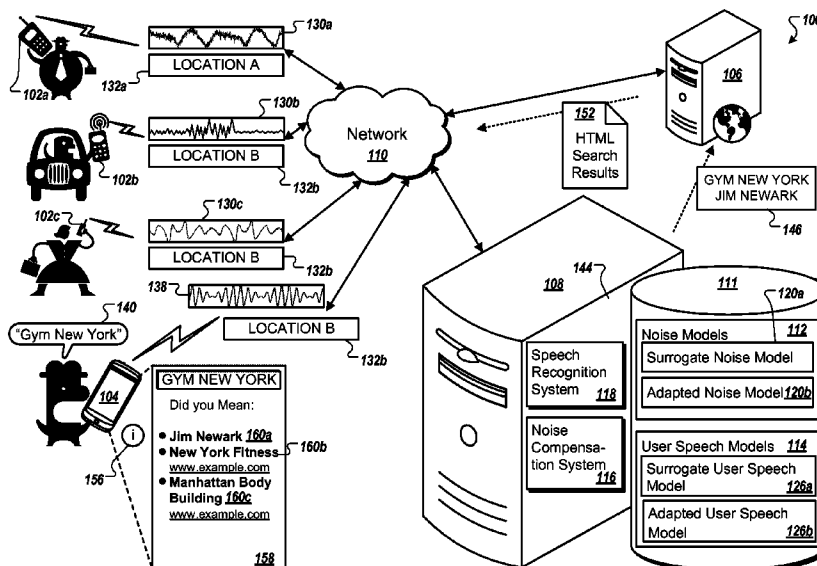 130a
100
LOCATION A
102a
132a
106
130b
152
HTML
Search
Results
Network
110
LOCATION B
102b
132b
GYM NEW YORK
JIM NEWARK
146
102c
130c
LOCATION B
132b
138
108
144
111
120a
140
"Gym New York"
LOCATION B
132b
Noise Models 112
Surrogate Noise Model
Adapted Noise Model 120b
Speech
Recognition
System
118
104
GYM NEW YORK
Did you Mean:
i
156
• Jim Newark 160a
• New York Fitness
160b
www.example.com
• Manhattan Body
Building 160c
www.example.com
158
Noise
Compensa-
tion System
116
User Speech Models 114
Surrogate User Speech
Model 126a
Adapted User Speech
Model 126b